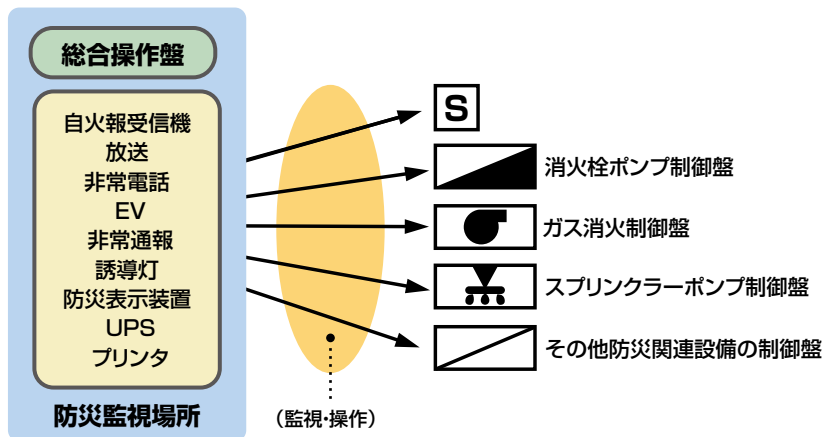 総合操作盤
自火報受信機
放送
非常電話
EV
非常通報
誘導灯
防災表示装置
UPS
プリンタ
防災監視場所
(監視・操作)
S
消火栓ポンプ制御盤
ガス消火制御盤
スプリンクラーポンプ制御盤
その他防災関連設備の制御盤